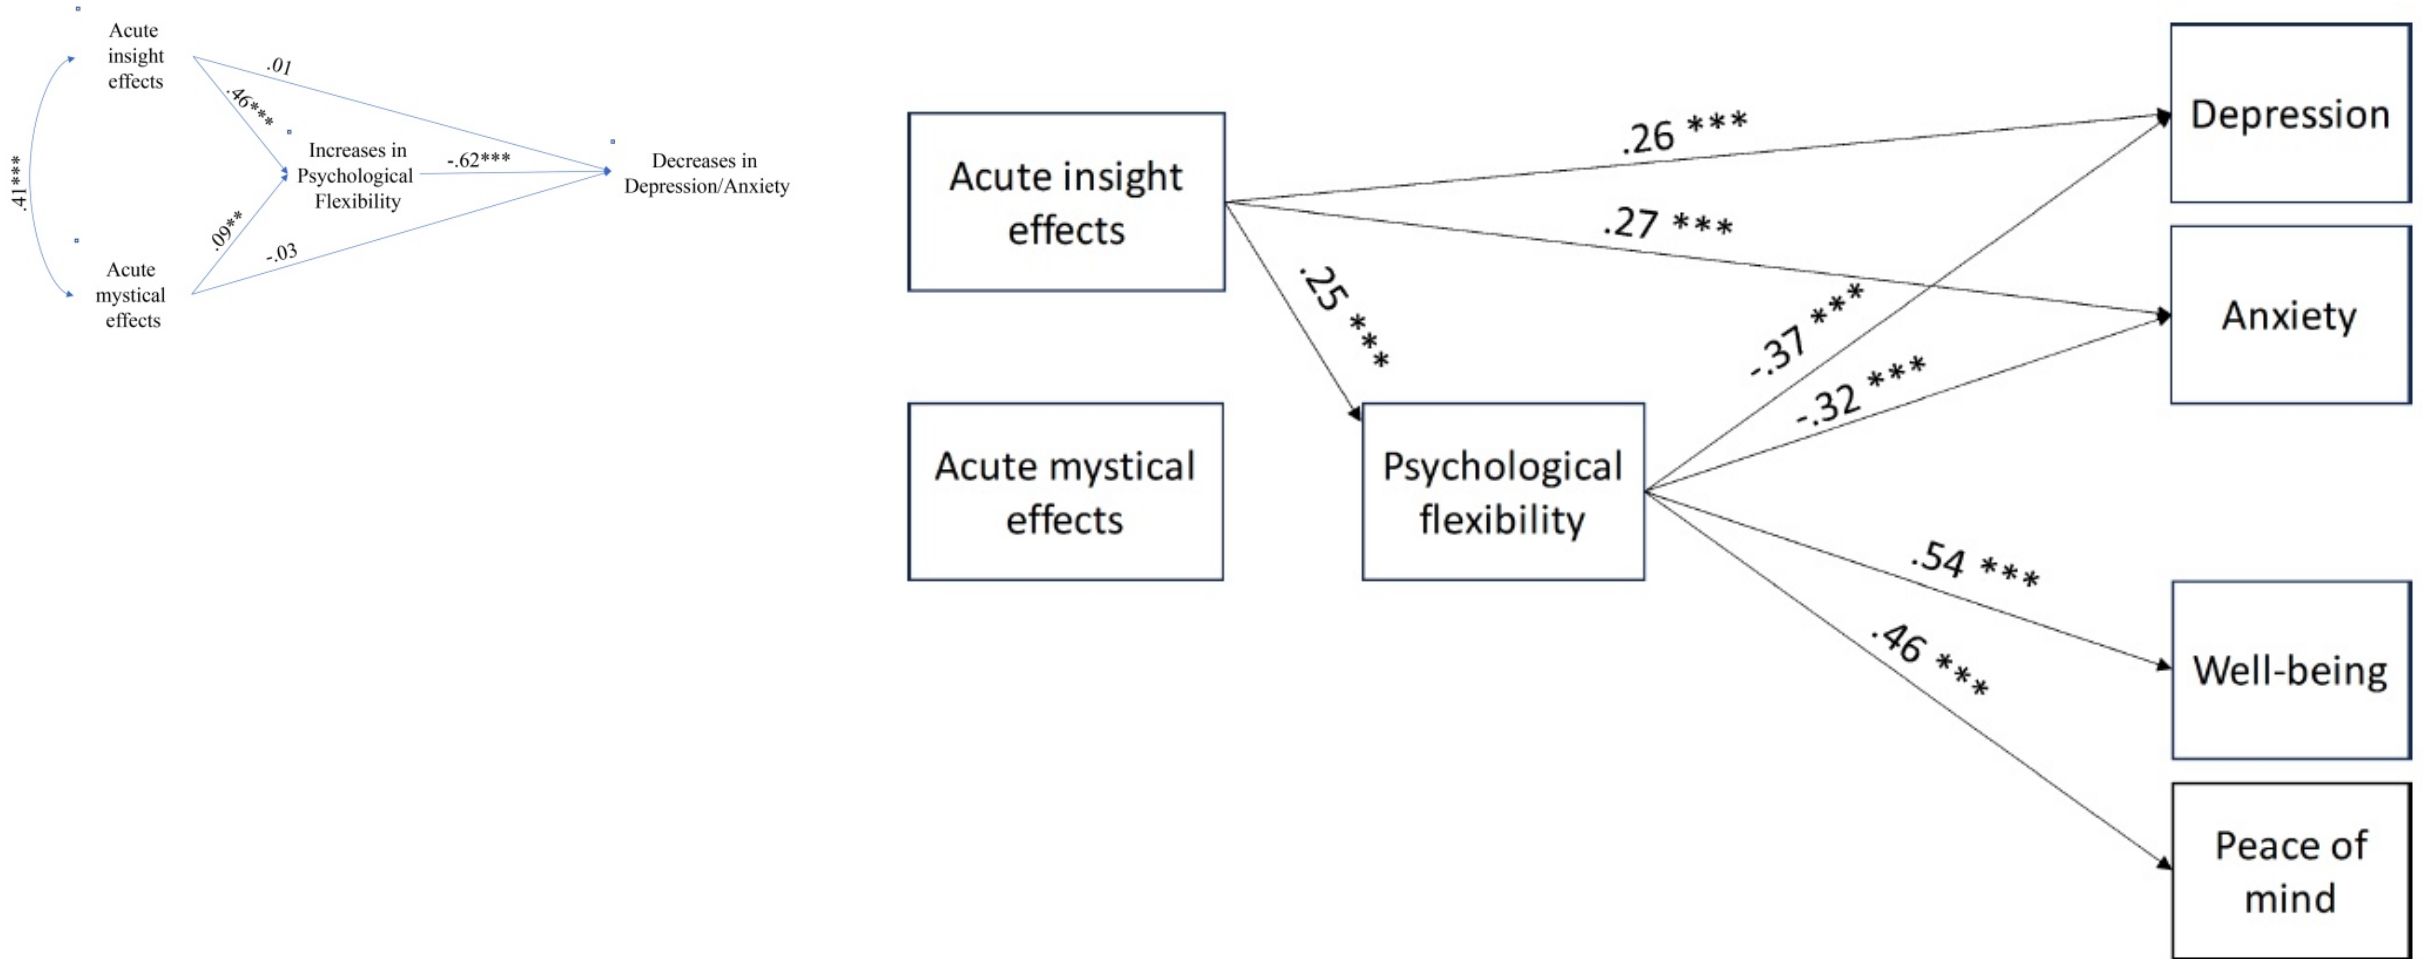 Acute
insight
effects
.01
.46***
.41***
Increases in
Psychological
Flexibility
-.62***
Decreases in
Depression/Anxiety
.09**
-.03
Acute
mystical
effects
Acute insight
effects
.26 ***
.27 ***
.25 ***
Depression
Anxiety
-.37 ***
-.32 ***
Acute mystical
effects
Psychological
flexibility
.54 ***
.46 ***
Well-being
Peace of
mind